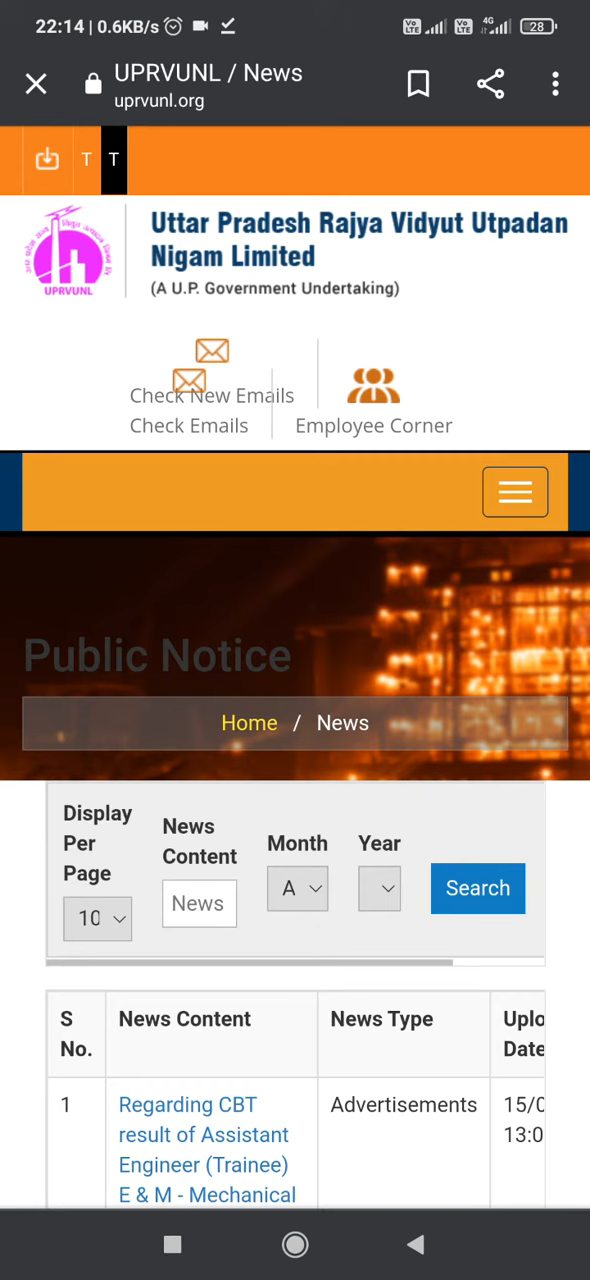 22:14 | 0.6KB/s
4G
28
UPRVUNL / News
uprvunl.org
T T
Uttar Pradesh Rajya Vidyut Utpadan
Nigam Limited
(A U.P. Government Undertaking)
UPRVUNL
Check New Emails
Check Emails
Employee Corner
Public Notice
Home / News
Display
Per
Page
News
Content
Month
Year
10
News
A
Search
S
No.
News Content
News Type
Uplo
Date
1
Regarding CBT
result of Assistant
Engineer (Trainee)
E & M - Mechanical
Advertisements
15/0
13:0